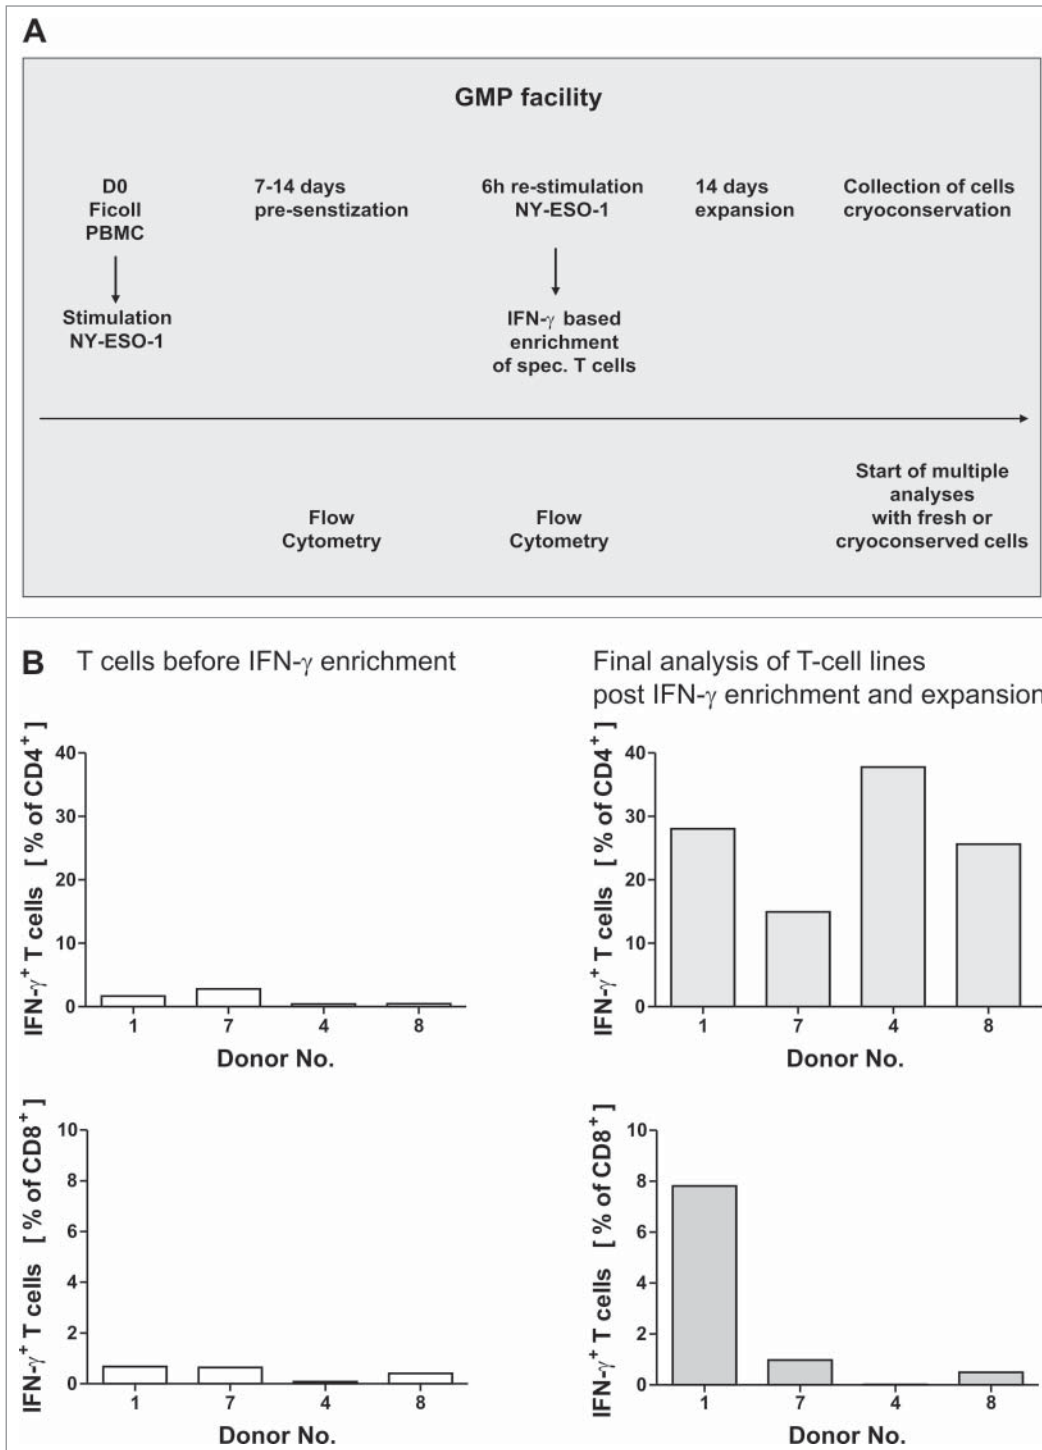 A
GMP facility
D0
Ficoll
PBMC
Stimulation
NY-ESO-1
7-14 days
pre-senstization
6h re-stimulation
NY-ESO-1
IFN-γ based
enrichment
of spec. T cells
14 days
expansion
Collection of cells
cryoconservation
Flow
Cytometry
Flow
Cytometry
Start of multiple
analyses
with fresh or
cryoconserved cells
B
T cells before IFN-γ enrichment
Final analysis of T-cell lines
post IFN-γ enrichment and expansion
IFN-γ⁺ T cells [ % of CD4⁺ ]
40
30
20
10
0
1 7 4 8
Donor No.
IFN-γ⁺ T cells [ % of CD4⁺ ]
40
30
20
10
0
1 7 4 8
Donor No.
IFN-γ⁺ T cells [ % of CD8⁺ ]
10
8
6
4
2
0
1 7 4 8
Donor No.
IFN-γ⁺ T cells [ % of CD8⁺ ]
10
8
6
4
2
0
1 7 4 8
Donor No.